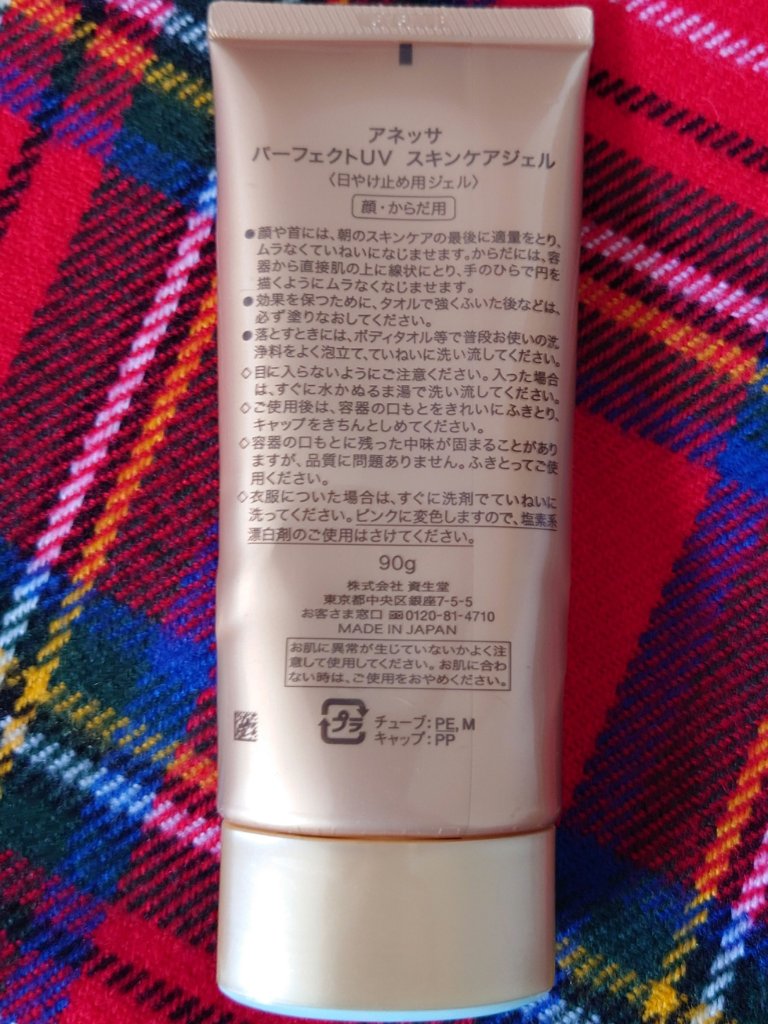 アネッサ
パーフェクトUV スキンケアジェル
〈日やけ止め用ジェル〉
顔・からだ用
●顔や首には、朝のスキンケアの最後に適量をとり、
ムラなくていねいになじませます。からだには、容
器から直接肌の上に線状にとり、手のひらで円を
描くようにムラなくなじませます。
●効果を保つために、タオルで強くふいた後などは、
必ず塗りなおしてください。
●落とすときには、ボディタオル等で普段お使いの洗
浄料をよく泡立て、ていねいに洗い流してください。
◇目に入らないようにご注意ください。入った場合
は、すぐに水かぬるま湯で洗い流してください。
◇ご使用後は、容器の口もとをきれいにふきとり、
キャップをきちんとしめてください。
◇容器の口もとに残った中味が固まることがあり
ますが、品質に問題ありません。ふきとってご使
用ください。
◇衣服についた場合は、すぐに洗剤でていねいに
洗ってください。ピンクに変色しますので、塩素系
漂白剤のご使用はさけてください。
90g
株式会社 資生堂
東京都中央区銀座7-5-5
お客さま窓口 0120-81-4710
MADE IN JAPAN
お肌に異常が生じていないかよく注
意して使用してください。お肌に合わ
ない時は、ご使用をおやめください。
プラ
チューブ:PE, M
キャップ:PP